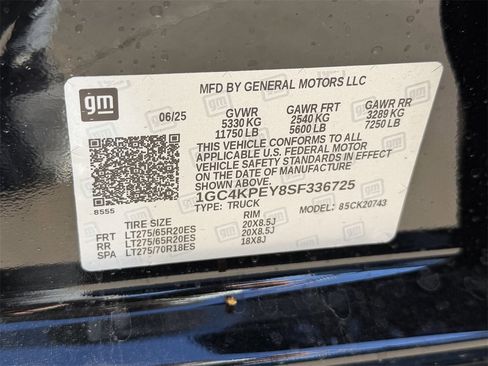 MFD BY GENERAL MOTORS LLC
gm
06/25 GVWR GAWR FRT GAWR RR
5330 KG 2540 KG 3289 KG
11750 LB 5600 LB 7250 LB
THIS VEHICLE CONFORMS TO ALL
APPLICABLE U.S. FEDERAL MOTOR
VEHICLE SAFETY STANDARDS IN EFFECT
ON THE DATE OF MANUFACTURE SHOWN ABOVE.
1GC4KPEY8SF336725
8555 TYPE: TRUCK MODEL: 85CK20743
TIRE SIZE RIM
FRT LT275/65R20ES 20X8.5J
RR LT275/65R20ES 20X8.5J
SPA LT275/70R18ES 18X8J